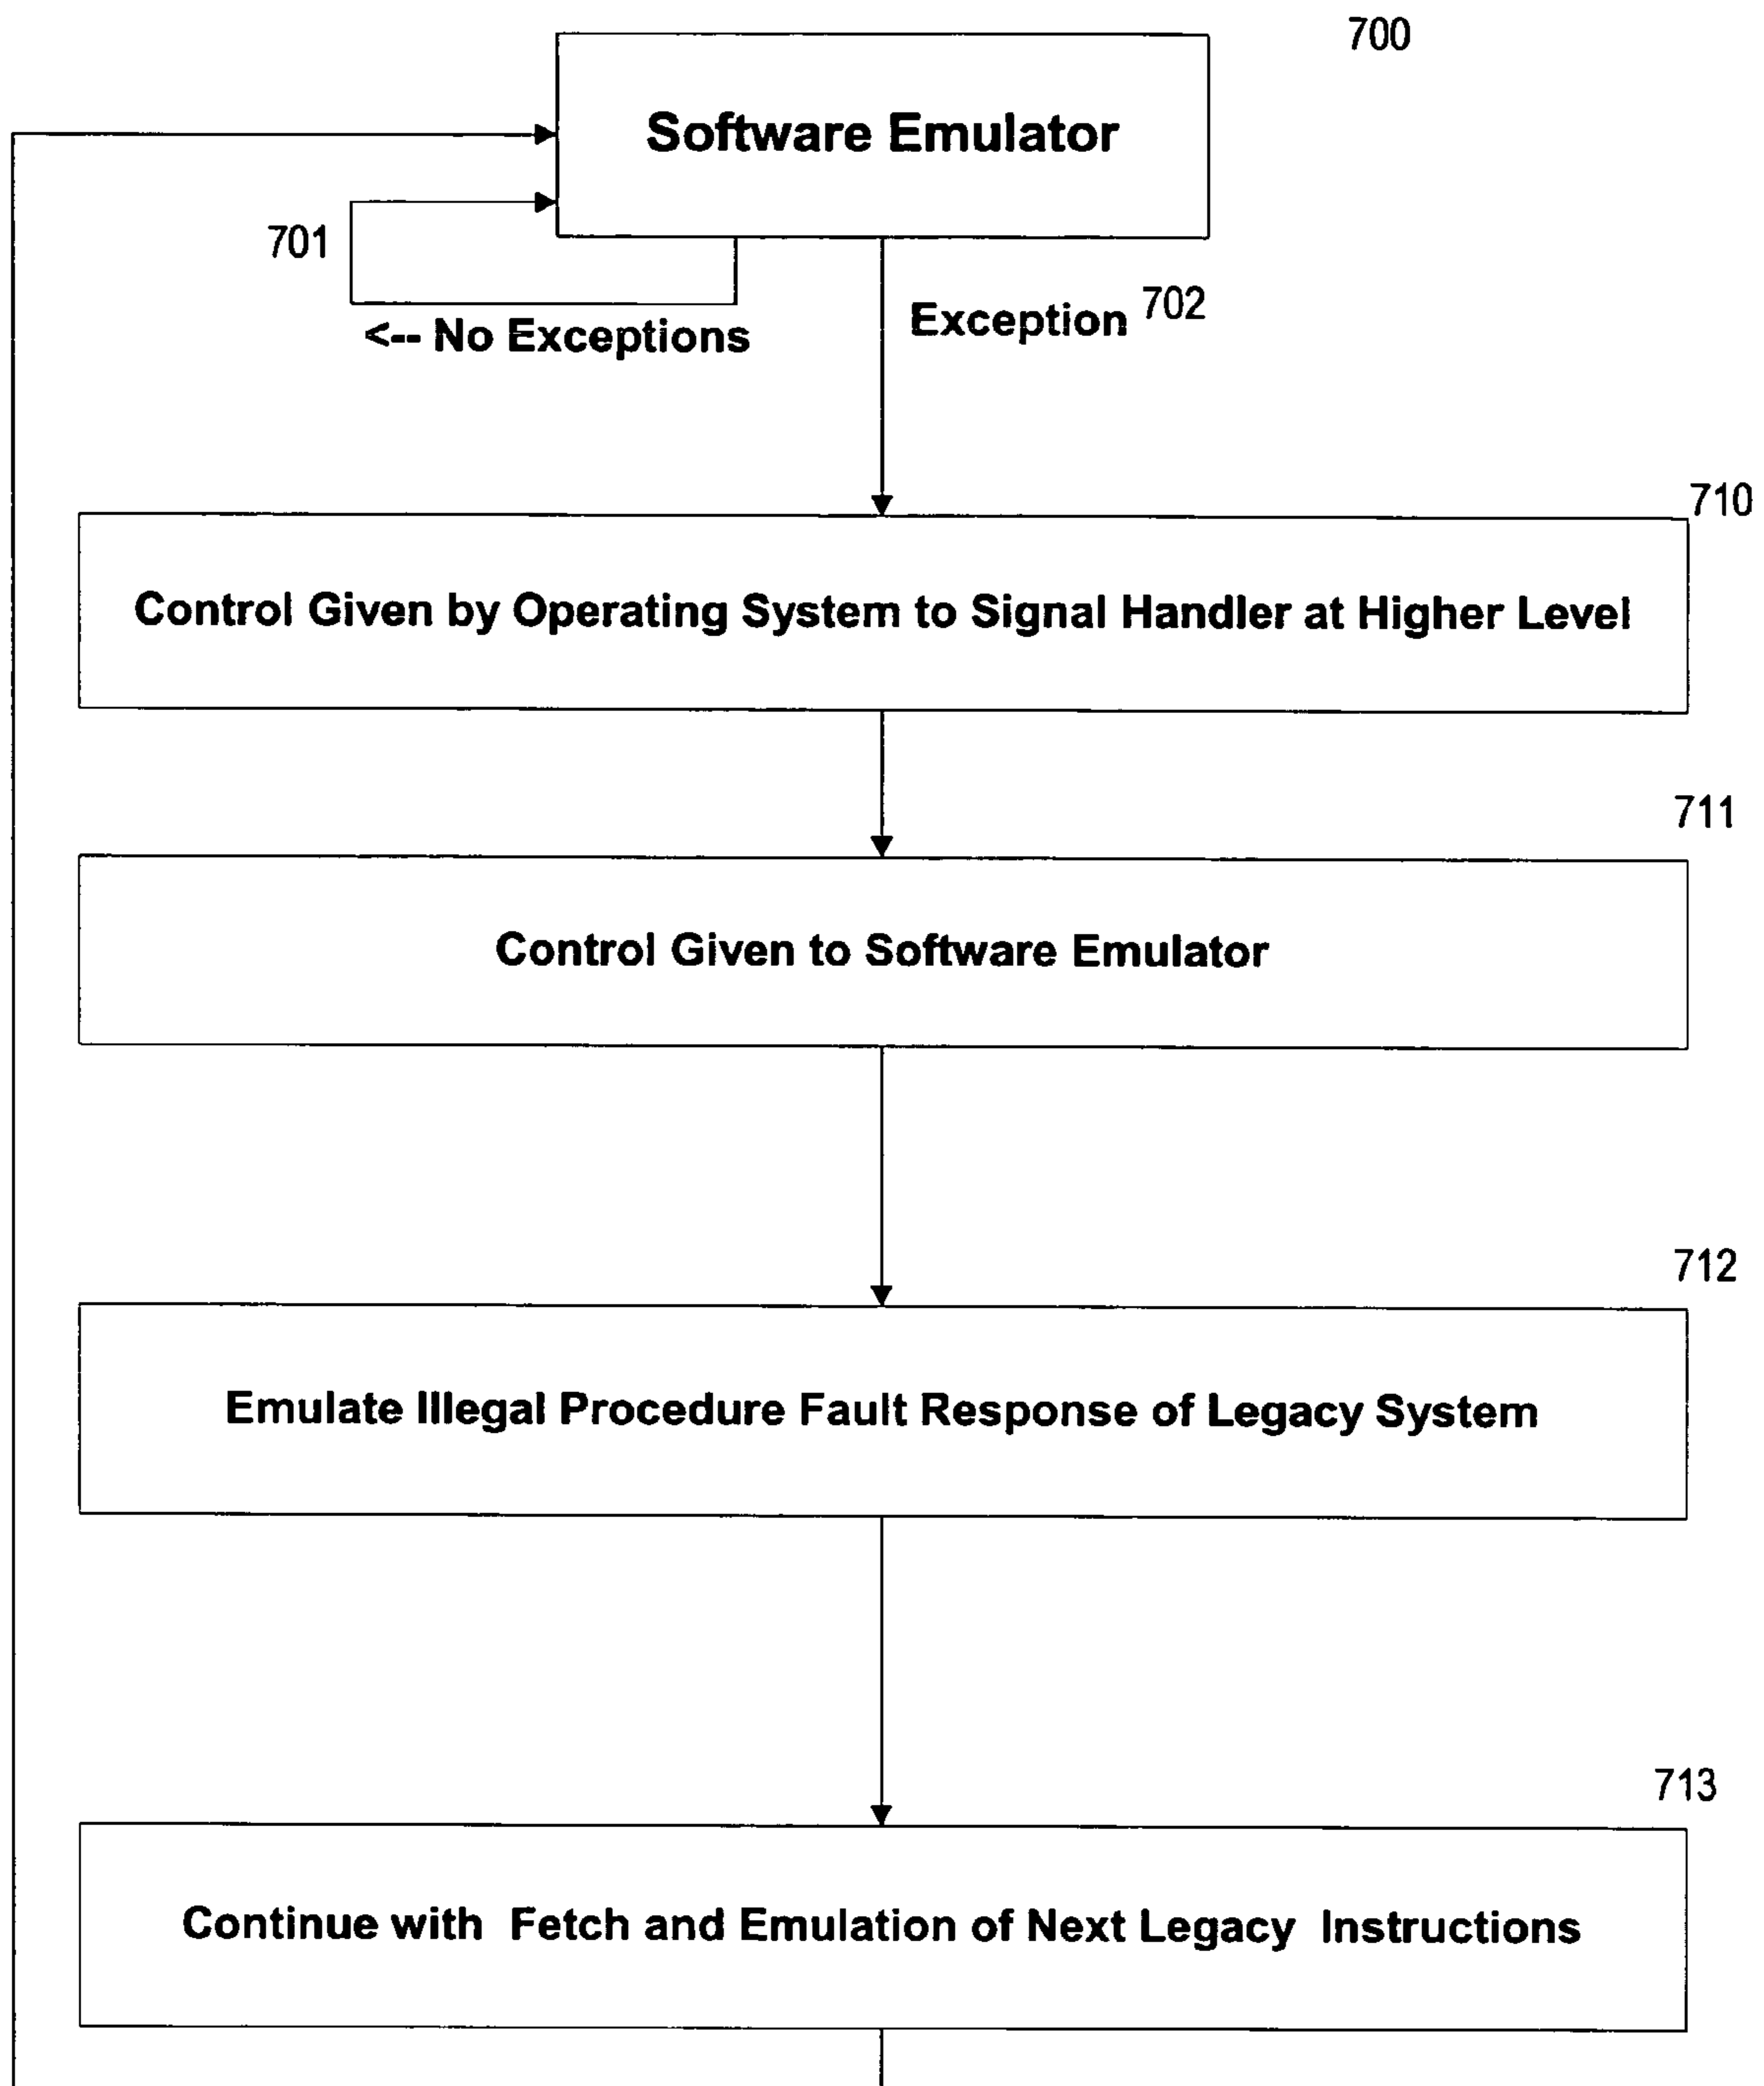 700
Software Emulator
701
<-- No Exceptions
Exception 702
710
Control Given by Operating System to Signal Handler at Higher Level
711
Control Given to Software Emulator
712
Emulate Illegal Procedure Fault Response of Legacy System
713
Continue with Fetch and Emulation of Next Legacy Instructions